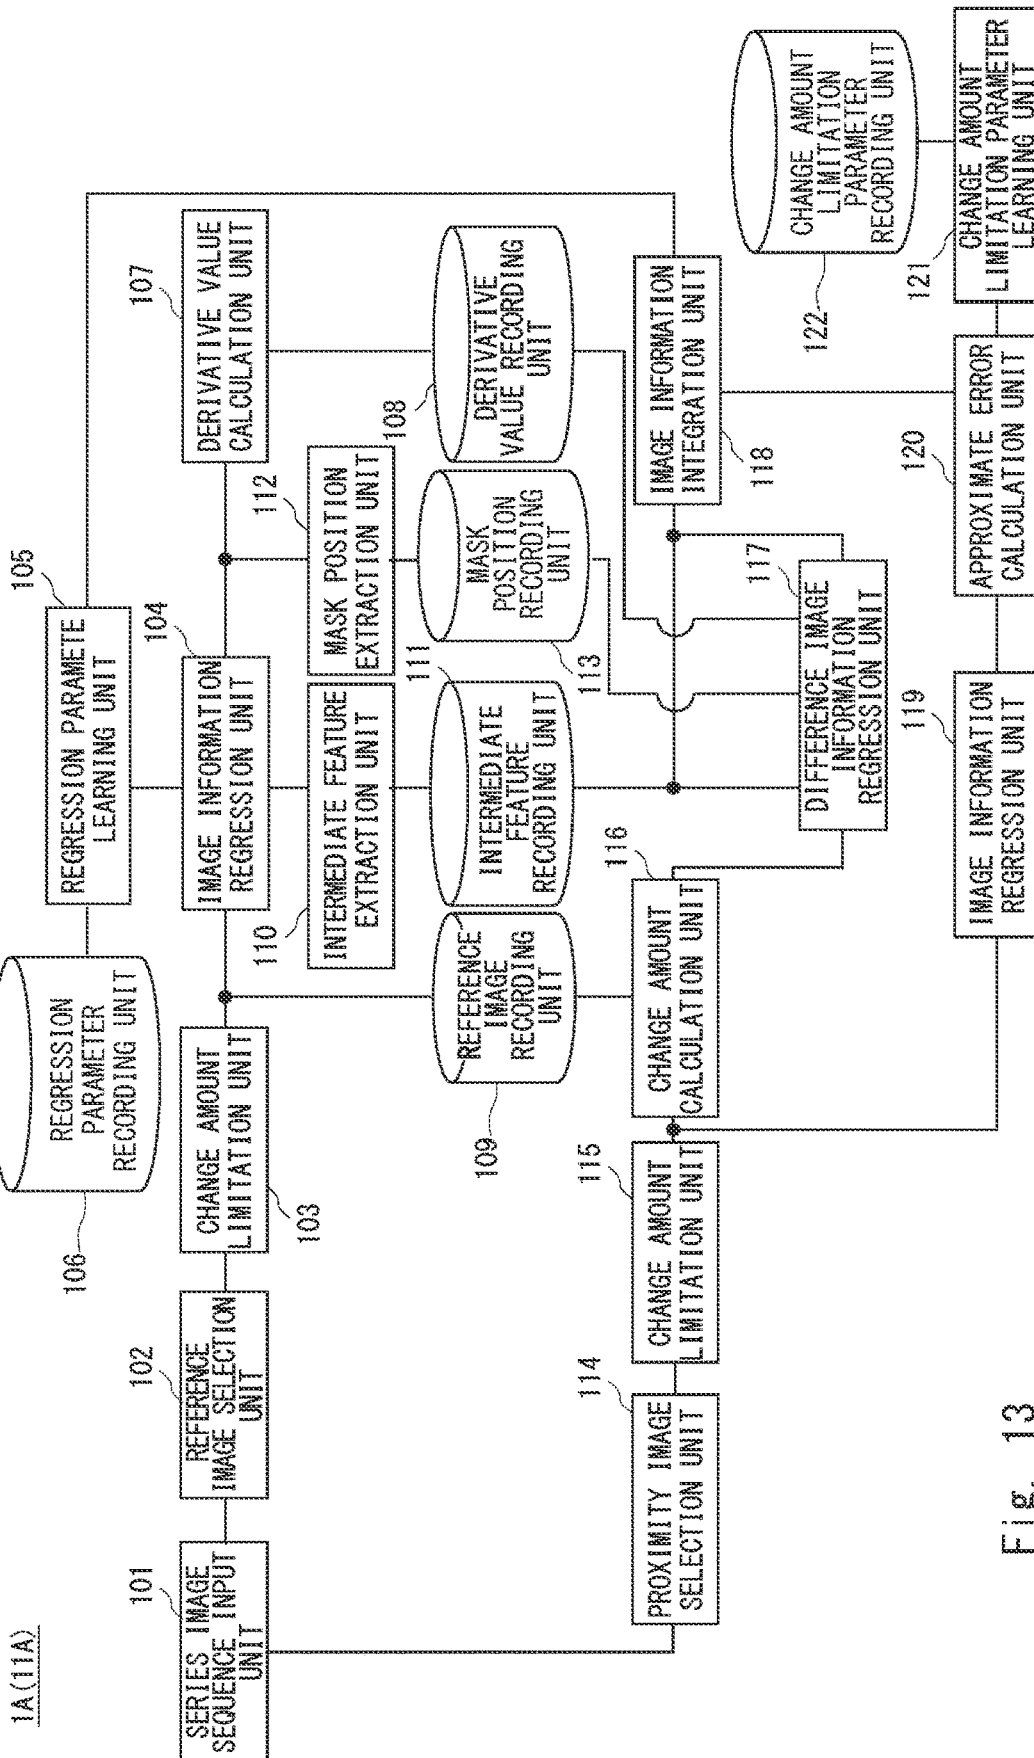 1A(11A)
101
SERIES IMAGE
SEQUENCE INPUT
UNIT
102
REFERENCE
IMAGE SELECTION
UNIT
103
CHANGE AMOUNT
LIMITATION UNIT
106
REGRESSION
PARAMETER
RECORDING UNIT
105
REGRESSION PARAMETE
LEARNING UNIT
104
IMAGE INFORMATION
REGRESSION UNIT
107
DERIVATIVE VALUE
CALCULATION UNIT
110
INTERMEDIATE FEATURE
EXTRACTION UNIT
112
MASK POSITION
EXTRACTION UNIT
109
REFERENCE
IMAGE
RECORDING
UNIT
111
INTERMEDIATE
FEATURE
RECORDING UNIT
113
MASK
POSITION
RECORDING
UNIT
108
DERIVATIVE
VALUE RECORDING
UNIT
114
PROXIMITY IMAGE
SELECTION UNIT
115
CHANGE AMOUNT
LIMITATION UNIT
116
CHANGE AMOUNT
CALCULATION UNIT
117
DIFFERENCE IMAGE
INFORMATION
REGRESSION UNIT
118
IMAGE INFORMATION
INTEGRATION UNIT
122
CHANGE AMOUNT
LIMITATION
PARAMETER
RECORDING UNIT
119
IMAGE INFORMATION
REGRESSION UNIT
120
APPROXIMATE ERROR
CALCULATION UNIT
121
CHANGE AMOUNT
LIMITATION PARAMETER
LEARNING UNIT
Fig. 13